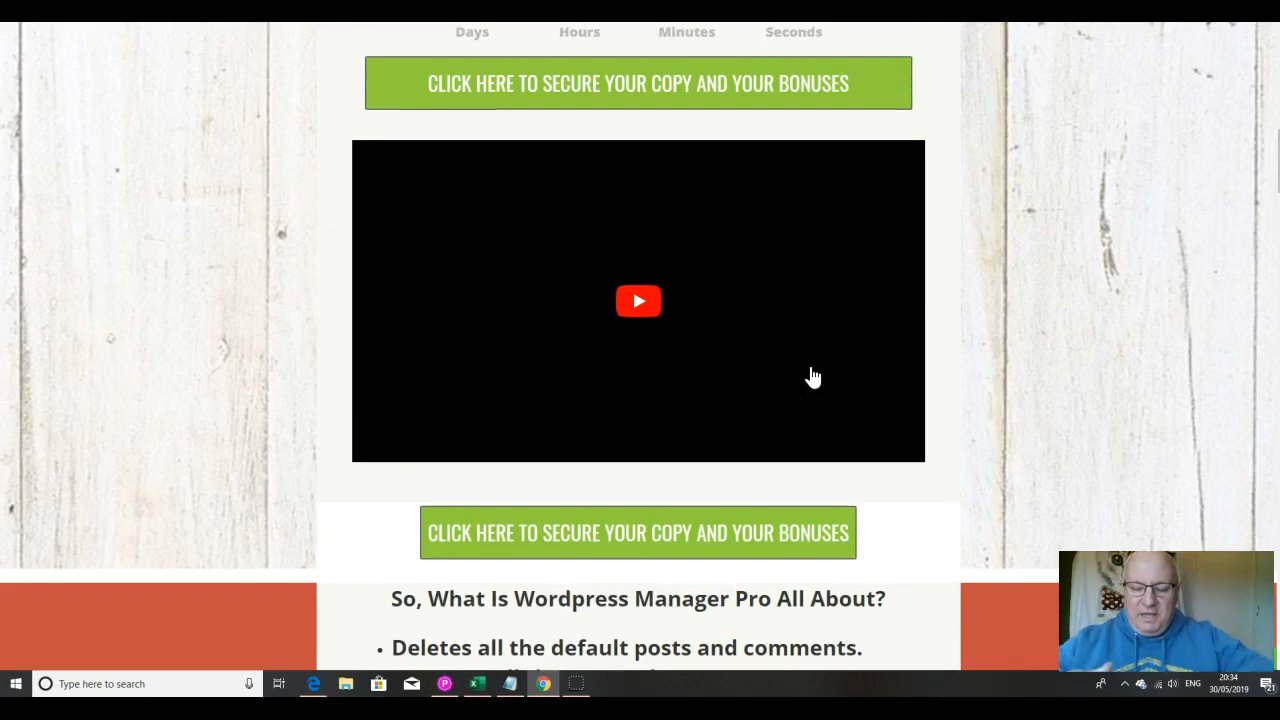 Days Hours Minutes Seconds
CLICK HERE TO SECURE YOUR COPY AND YOUR BONUSES
CLICK HERE TO SECURE YOUR COPY AND YOUR BONUSES
So, What Is Wordpress Manager Pro All About?
• Deletes all the default posts and comments.
Type here to search
ENG
20:34
30/05/2019
21